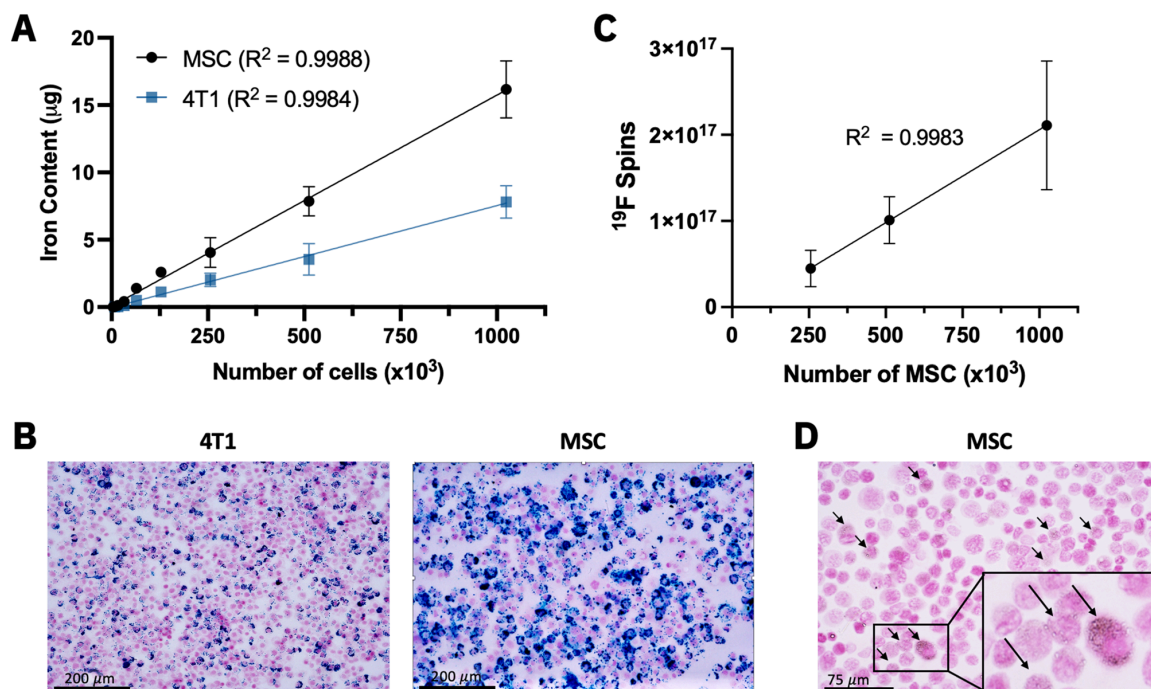 A
20
15
10
5
0
Iron Content (μg)
MSC (R² = 0.9988)
4T1 (R² = 0.9984)
0 250 500 750 1000
Number of cells (x10³)
C
3×10¹⁷
2×10¹⁷
1×10¹⁷
0
¹⁹F Spins
R² = 0.9983
0 250 500 750 1000
Number of MSC (x10³)
B
4T1
MSC
200 μm
200 μm
D
MSC
75 μm